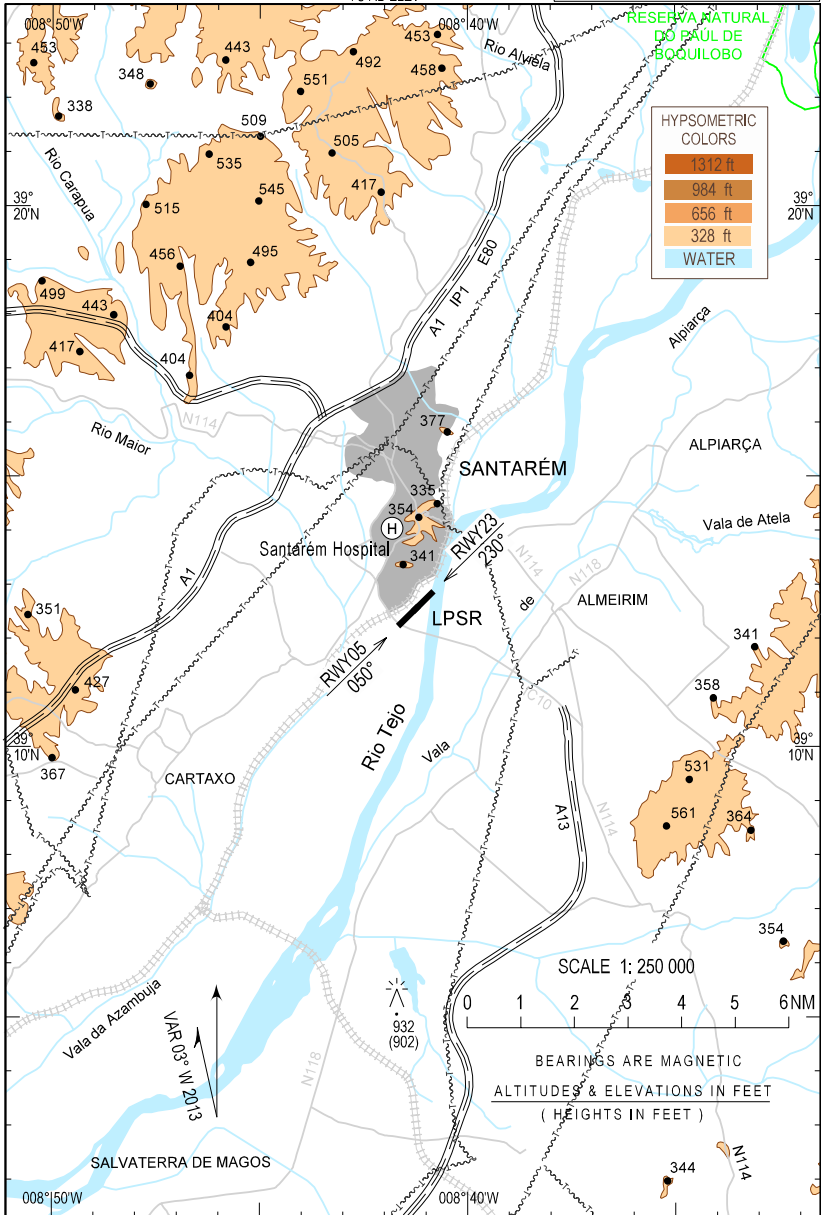 008° 50'W
008° 40'W
RESERVA NATURAL
DO PAÚL DE
BOQUILOBO
453
348
443
492
453
458
551
338
Rio Alviela
509
535
505
545
417
515
456
495
404
Rio Carapua
39°
20'N
HYPSOMETRIC
COLORS
1312 ft
984 ft
656 ft
328 ft
WATER
39°
20'N
499
443
417
404
A1
IP1
E80
Alpiarça
N114
Rio Maior
377
SANTARÉM
ALPIARÇA
335
354
H
Santarém Hospital
341
RWY23
230°
Vala de Atela
N114
N118
A1
351
427
LPSR
de
ALMEIRIM
341
RWY05
050°
IC10
358
39°
10'N
367
CARTAXO
Rio Tejo
Vala
A13
N114
531
561
364
39°
10'N
354
SCALE 1: 250 000
0 1 2 3 4 5 6NM
932
(902)
Vala da Azambuja
VAR 03° W 2013
N118
BEARINGS ARE MAGNETIC
ALTITUDES & ELEVATIONS IN FEET
( HEIGHTS IN FEET )
SALVATERRA DE MAGOS
N114
344
008° 50'W
008° 40'W